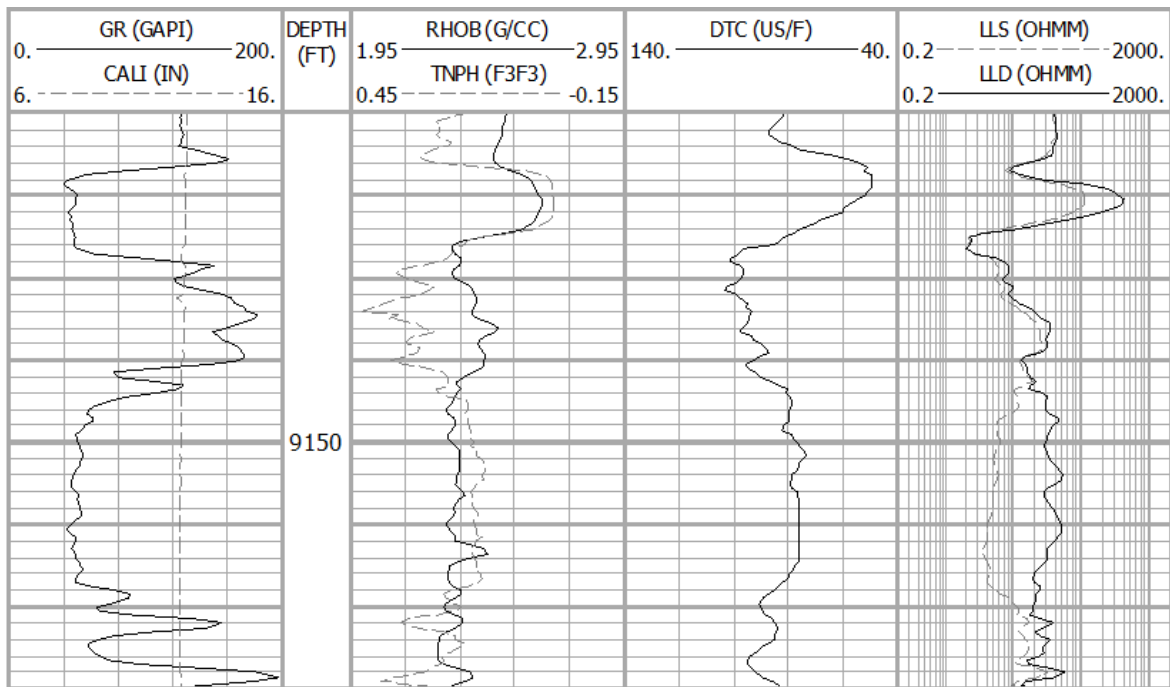 GR (GAPI)
0. 200.
CALI (IN)
6. 16.
DEPTH
(FT)
RHOB (G/CC)
1.95 2.95
TNPH (F3F3)
0.45 -0.15
DTC (US/F)
140. 40.
LLS (OHMM)
0.2 2000.
LLD (OHMM)
0.2 2000.
9150